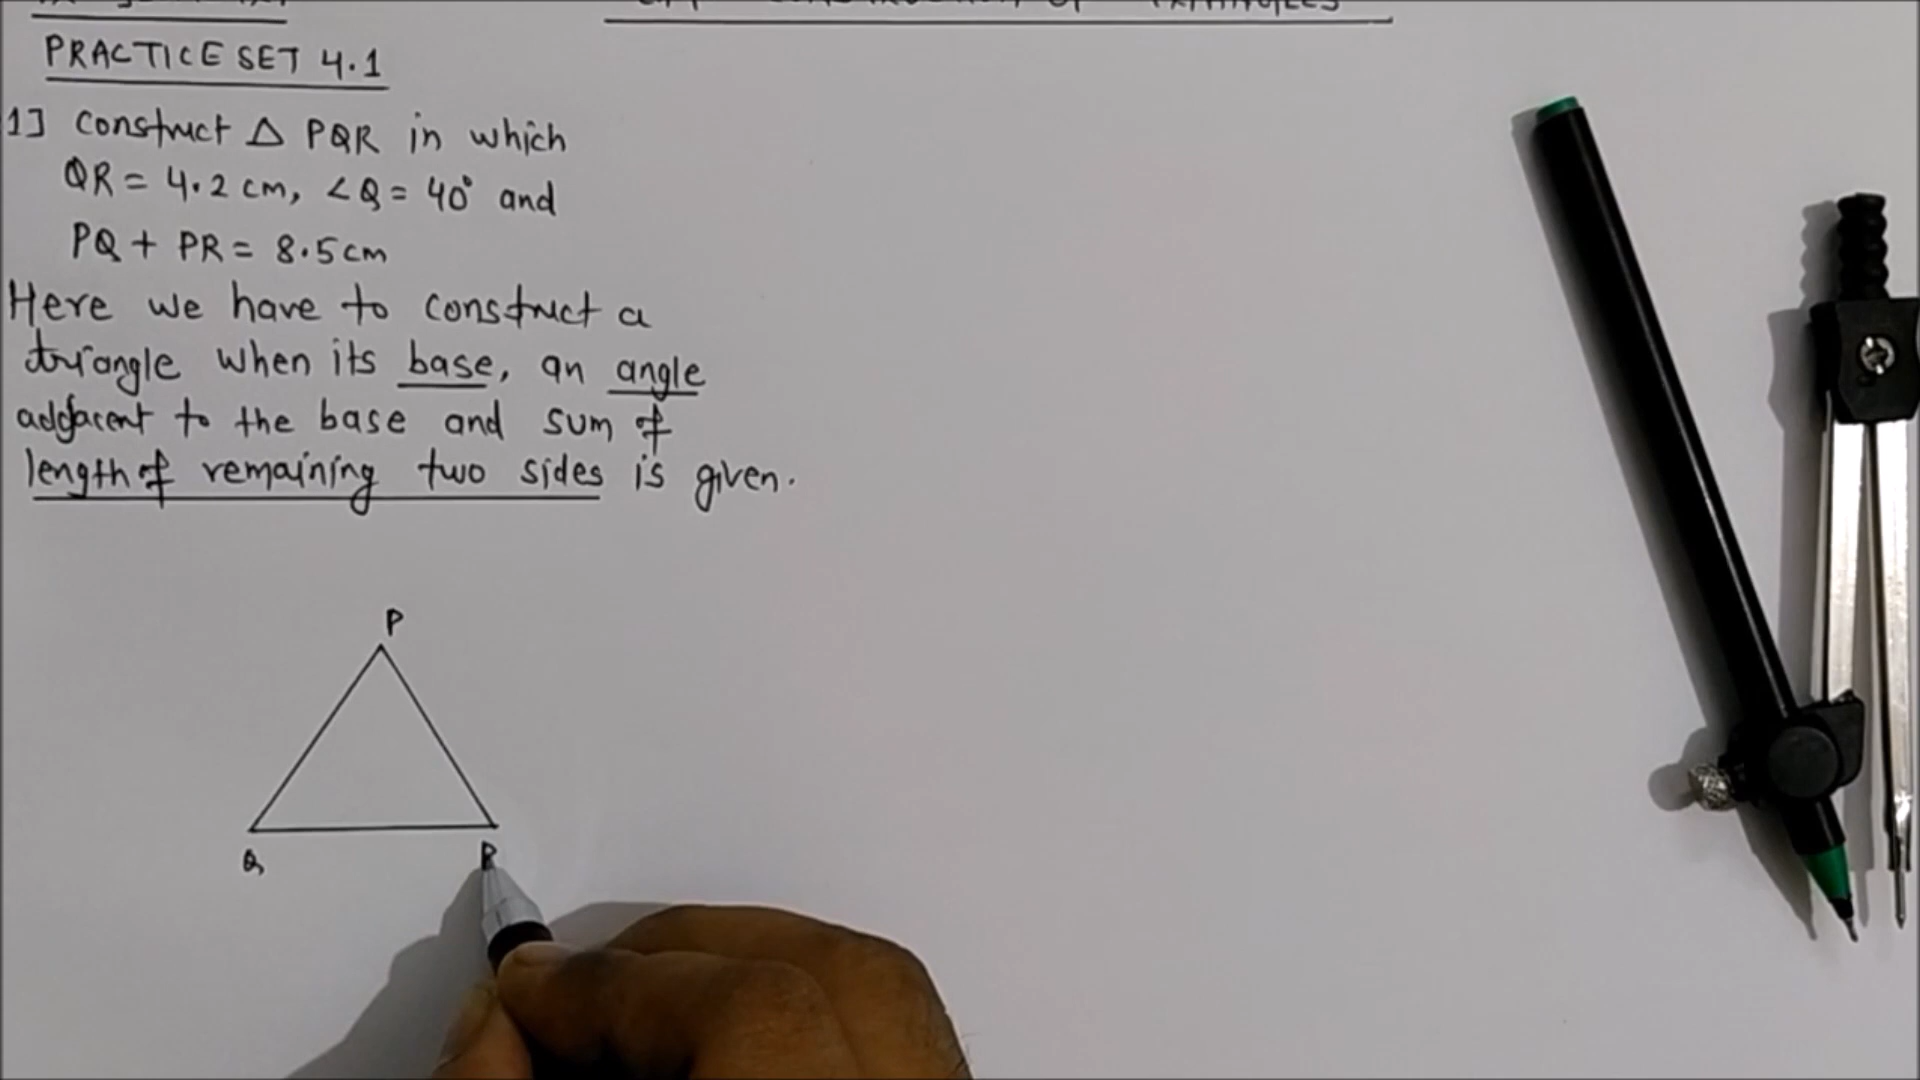 PRACTICE SET 4.1
1] Construct △ PQR in which
QR = 4.2 cm, ∠Q = 40° and
PQ + PR = 8.5 cm
Here we have to construct a
triangle when its base, an angle
adjacent to the base and sum of
length of remaining two sides is given.
P
Q
R